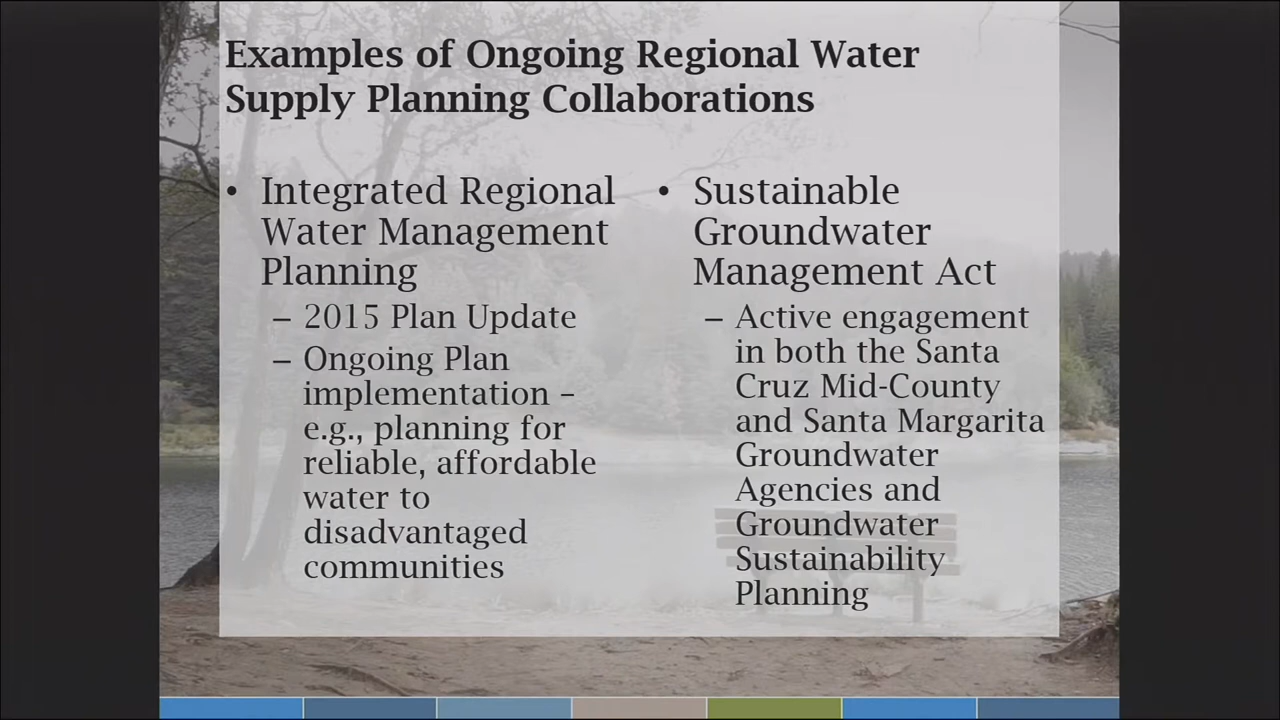 Examples of Ongoing Regional Water
Supply Planning Collaborations
• Integrated Regional
Water Management
Planning
– 2015 Plan Update
– Ongoing Plan
implementation –
e.g., planning for
reliable, affordable
water to
disadvantaged
communities
• Sustainable
Groundwater
Management Act
– Active engagement
in both the Santa
Cruz Mid-County
and Santa Margarita
Groundwater
Agencies and
Groundwater
Sustainability
Planning